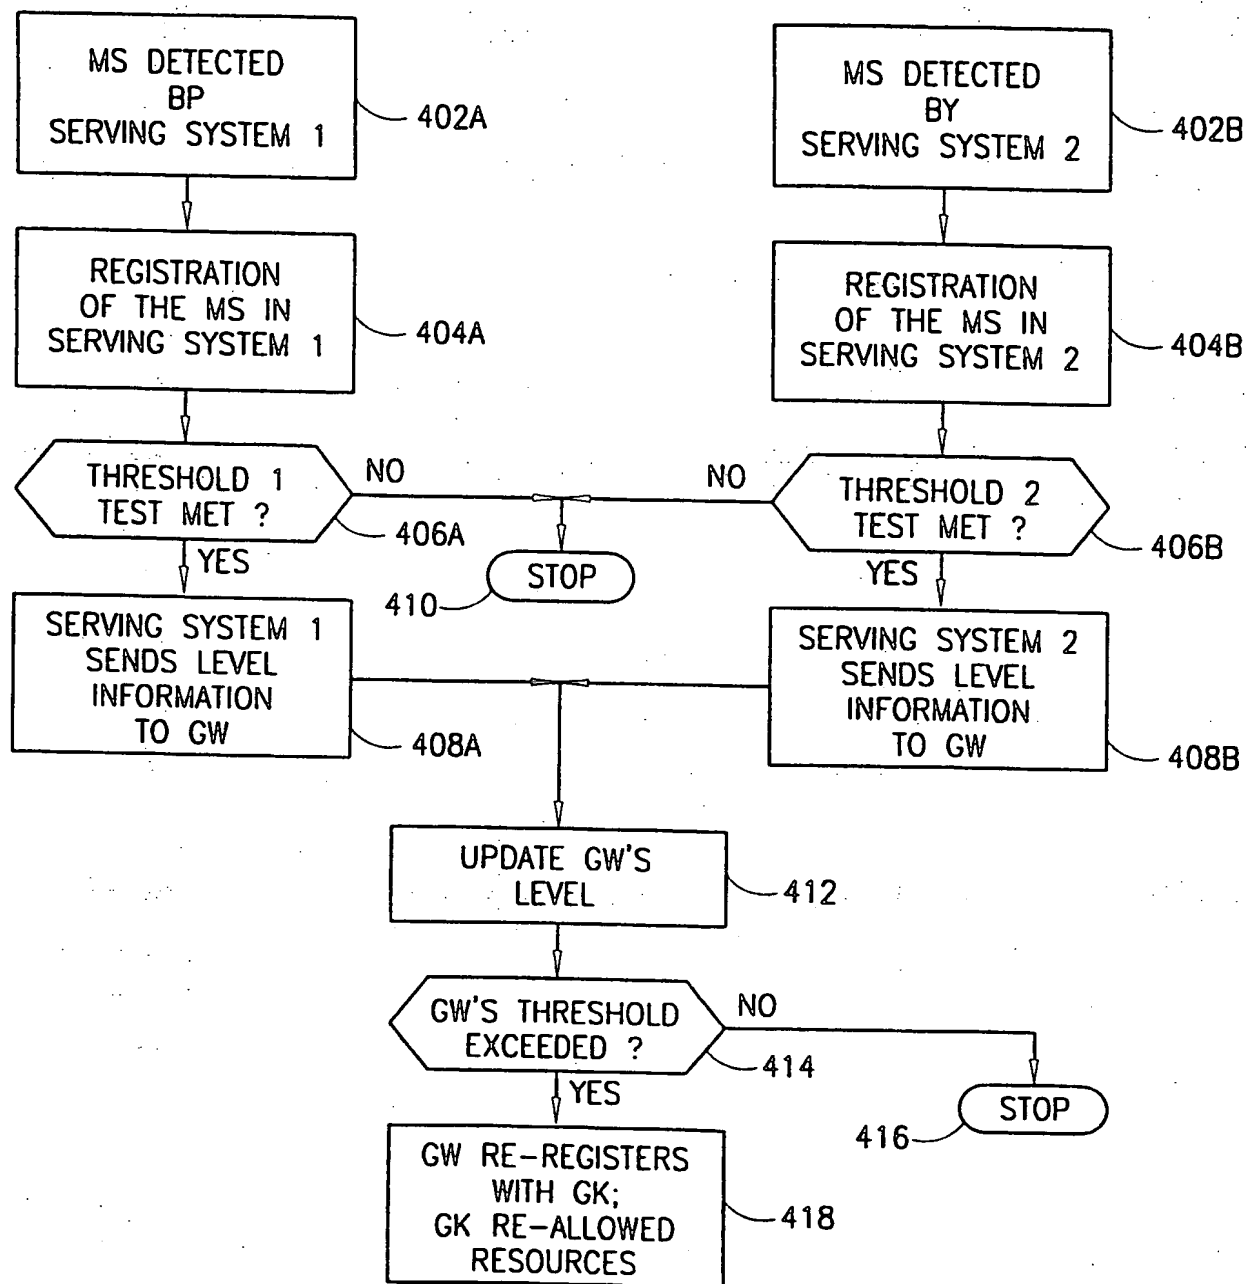 MS DETECTED
BP
SERVING SYSTEM 1
402A
MS DETECTED
BY
SERVING SYSTEM 2
402B
REGISTRATION
OF THE MS IN
SERVING SYSTEM 1
404A
REGISTRATION
OF THE MS IN
SERVING SYSTEM 2
404B
THRESHOLD 1
TEST MET ?
NO
406A
YES
NO
THRESHOLD 2
TEST MET ?
406B
YES
STOP
410
SERVING SYSTEM 1
SENDS LEVEL
INFORMATION
TO GW
408A
SERVING SYSTEM 2
SENDS LEVEL
INFORMATION
TO GW
408B
UPDATE GW'S
LEVEL
412
GW'S THRESHOLD
EXCEEDED ?
NO
414
YES
STOP
416
GW RE-REGISTERS
WITH GK;
GK RE-ALLOWED
RESOURCES
418